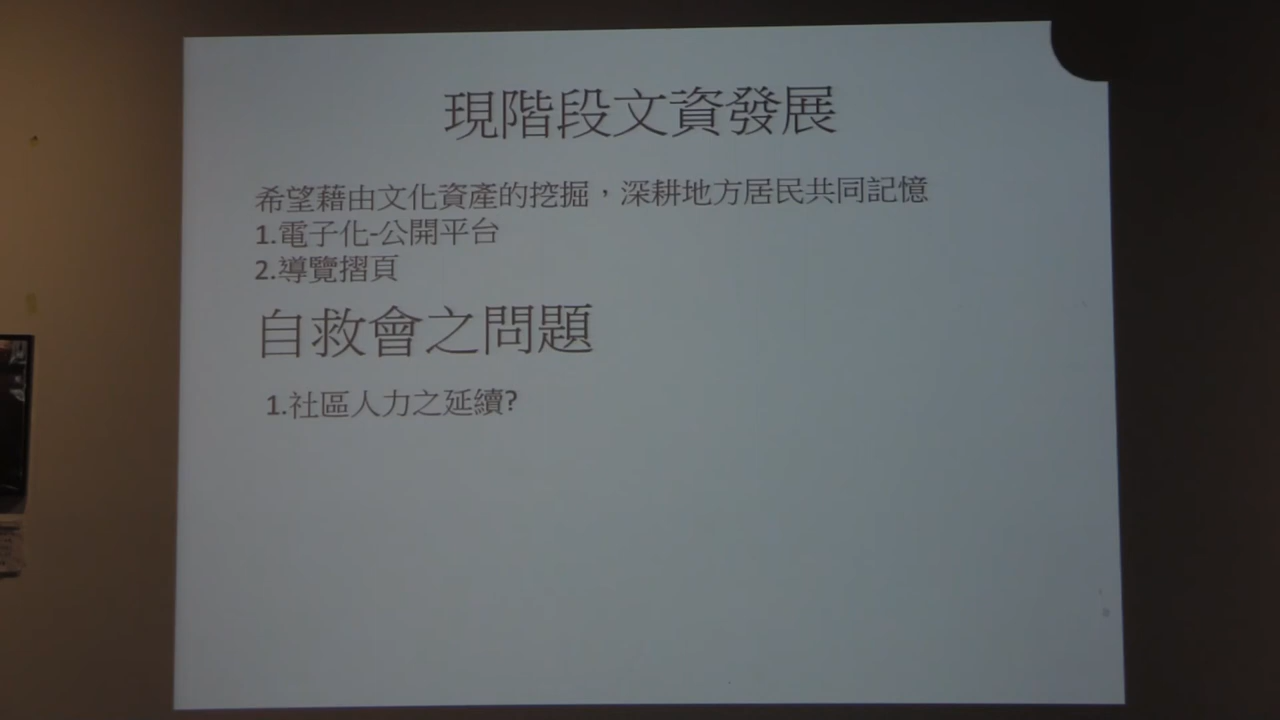 現階段文資發展
希望藉由文化資產的挖掘，深耕地方居民共同記憶
1.電子化-公開平台
2.導覽摺頁
自救會之問題
1.社區人力之延續?